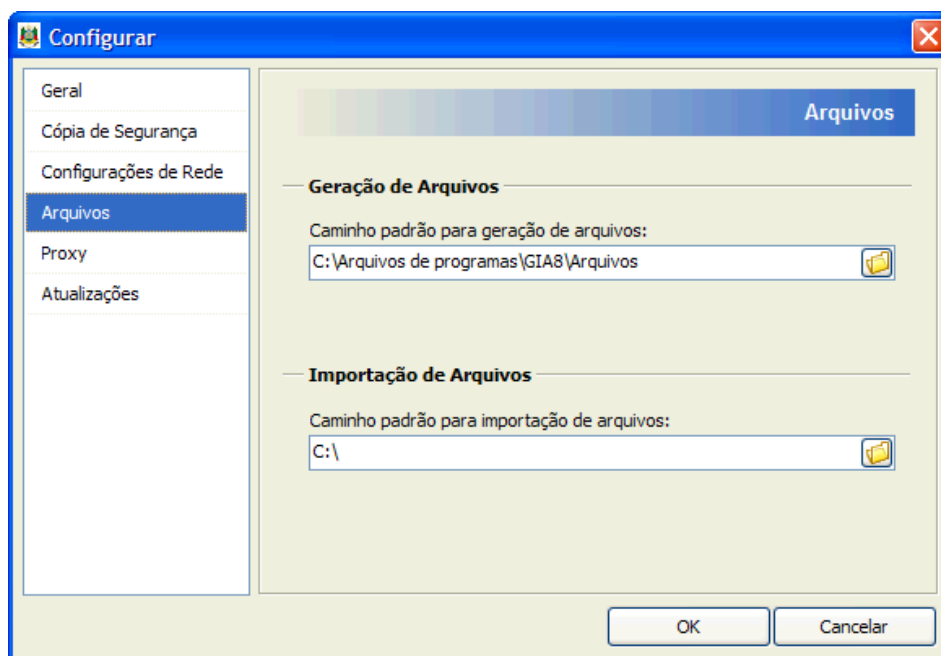 Configurar
Geral
Cópia de Segurança
Configurações de Rede
Arquivos
Proxy
Atualizações
Arquivos
Geração de Arquivos
Caminho padrão para geração de arquivos:
C:\Arquivos de programas\GIA8\Arquivos
Importação de Arquivos
Caminho padrão para importação de arquivos:
C:\
OK
Cancelar